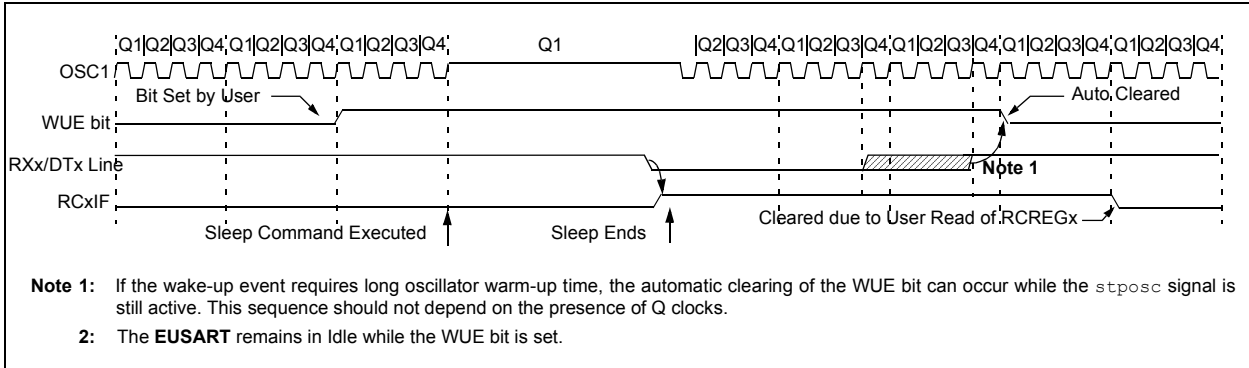 Q1 Q2 Q3 Q4 Q1 Q2 Q3 Q4 Q1 Q2 Q3 Q4 Q1 Q2 Q3 Q4 Q1 Q2 Q3 Q4 Q1 Q2 Q3 Q4 Q1 Q2 Q3 Q4
OSC1
Bit Set by User
Auto Cleared
WUE bit
RXx/DTx Line
Note 1
RCxIF
Cleared due to User Read of RCREGx
Sleep Command Executed
Sleep Ends
Note 1: If the wake-up event requires long oscillator warm-up time, the automatic clearing of the WUE bit can occur while the stposc signal is
still active. This sequence should not depend on the presence of Q clocks.
2: The EUSART remains in Idle while the WUE bit is set.